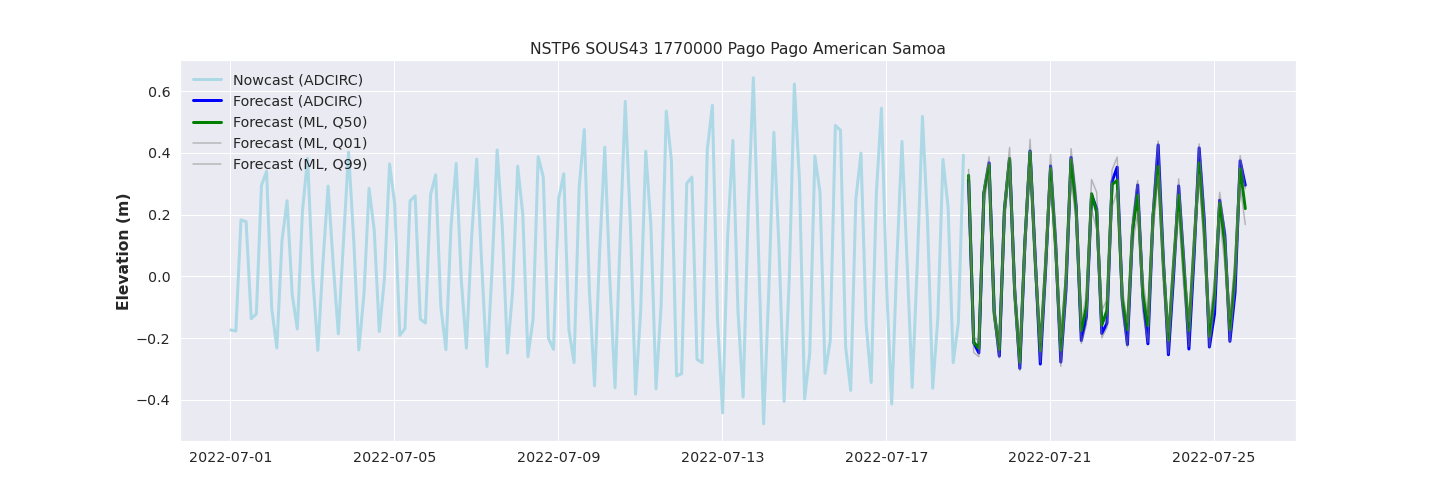 NSTP6 SOUS43 1770000 Pago Pago American Samoa
Nowcast (ADCIRC)
Forecast (ADCIRC)
Forecast (ML, Q50)
Forecast (ML, Q01)
Forecast (ML, Q99)
Elevation (m)
0.6
0.4
0.2
0.0
−0.2
−0.4
2022-07-01
2022-07-05
2022-07-09
2022-07-13
2022-07-17
2022-07-21
2022-07-25